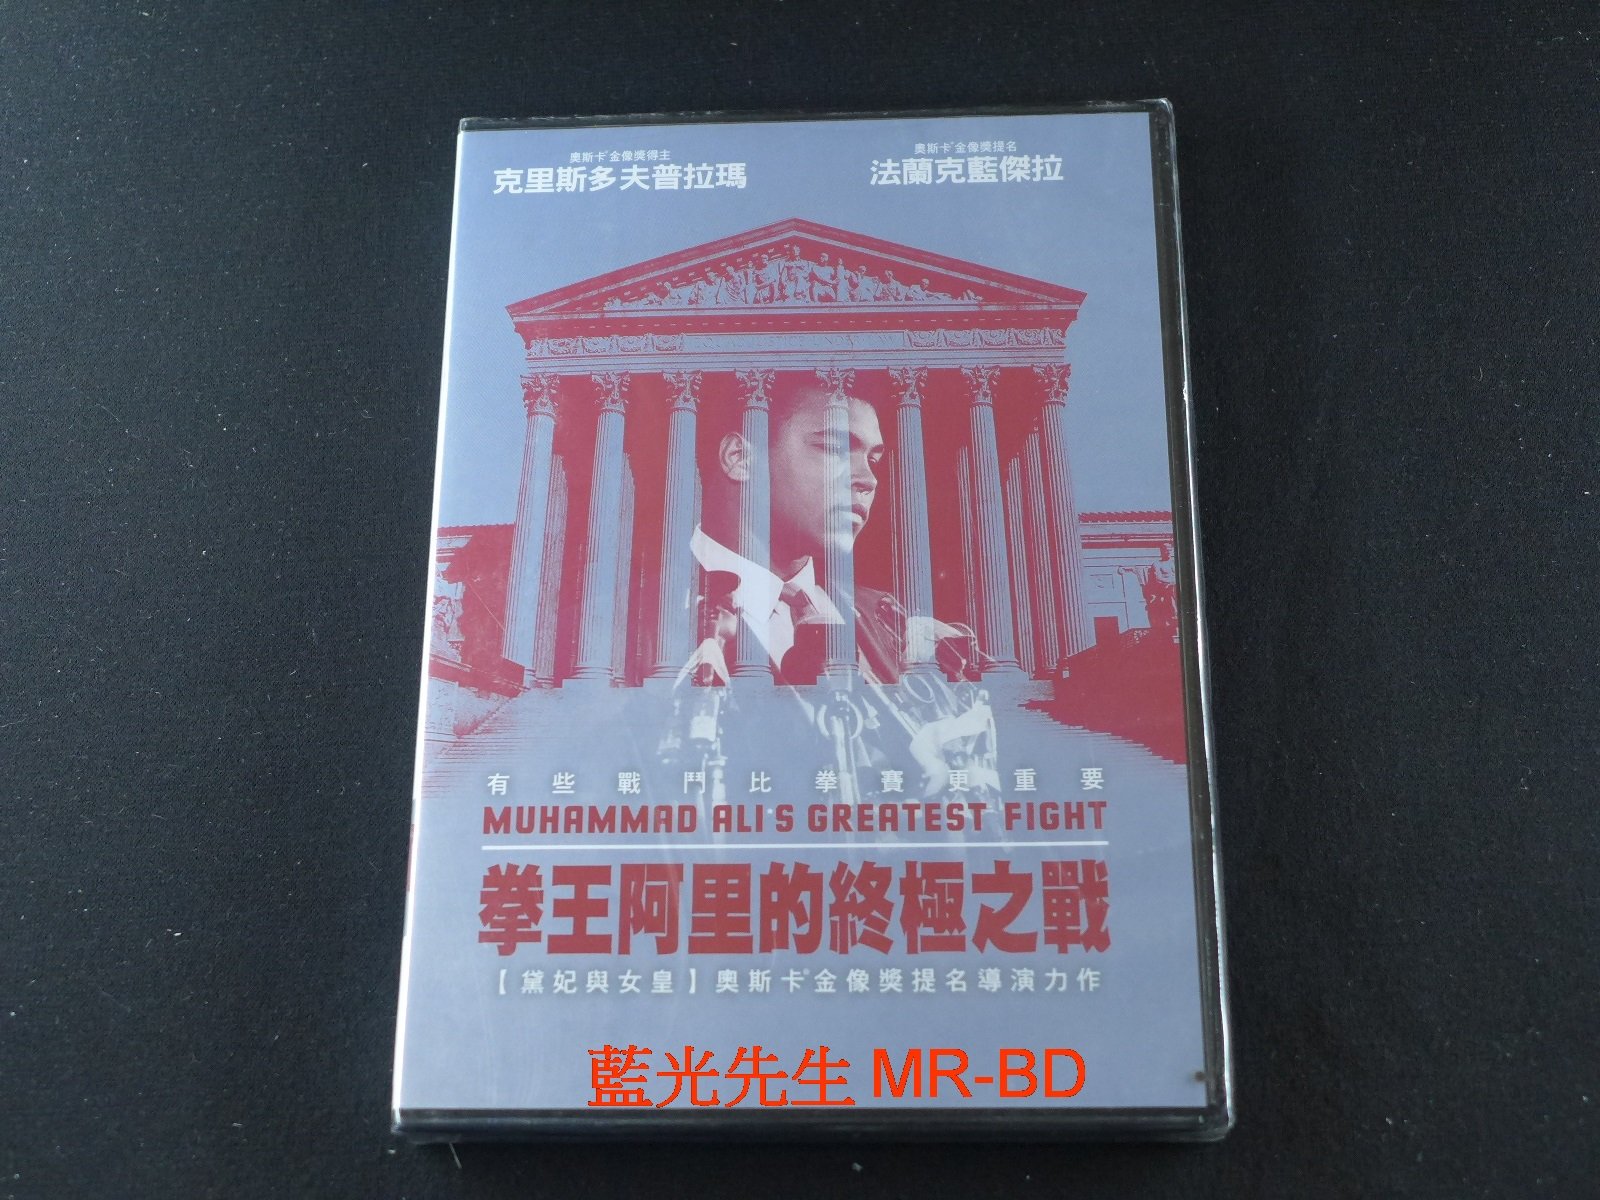 奧斯卡®金像獎得主
克里斯多夫普拉瑪
奧斯卡®金像獎提名
法蘭克藍傑拉
有些戰鬥比拳賽更重要
MUHAMMAD ALI'S GREATEST FIGHT
拳王阿里的終極之戰
【黛妃與女皇】奧斯卡®金像獎提名導演力作
藍光先生 MR-BD